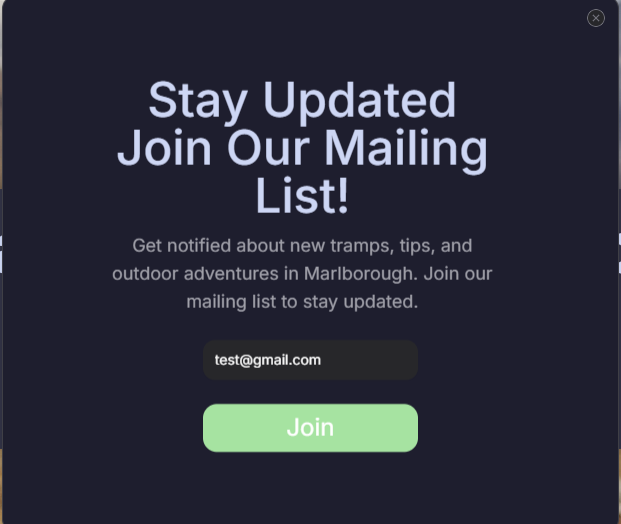 Stay Updated
Join Our Mailing
List!
Get notified about new tramps, tips, and
outdoor adventures in Marlborough. Join our
mailing list to stay updated.
test@gmail.com
Join